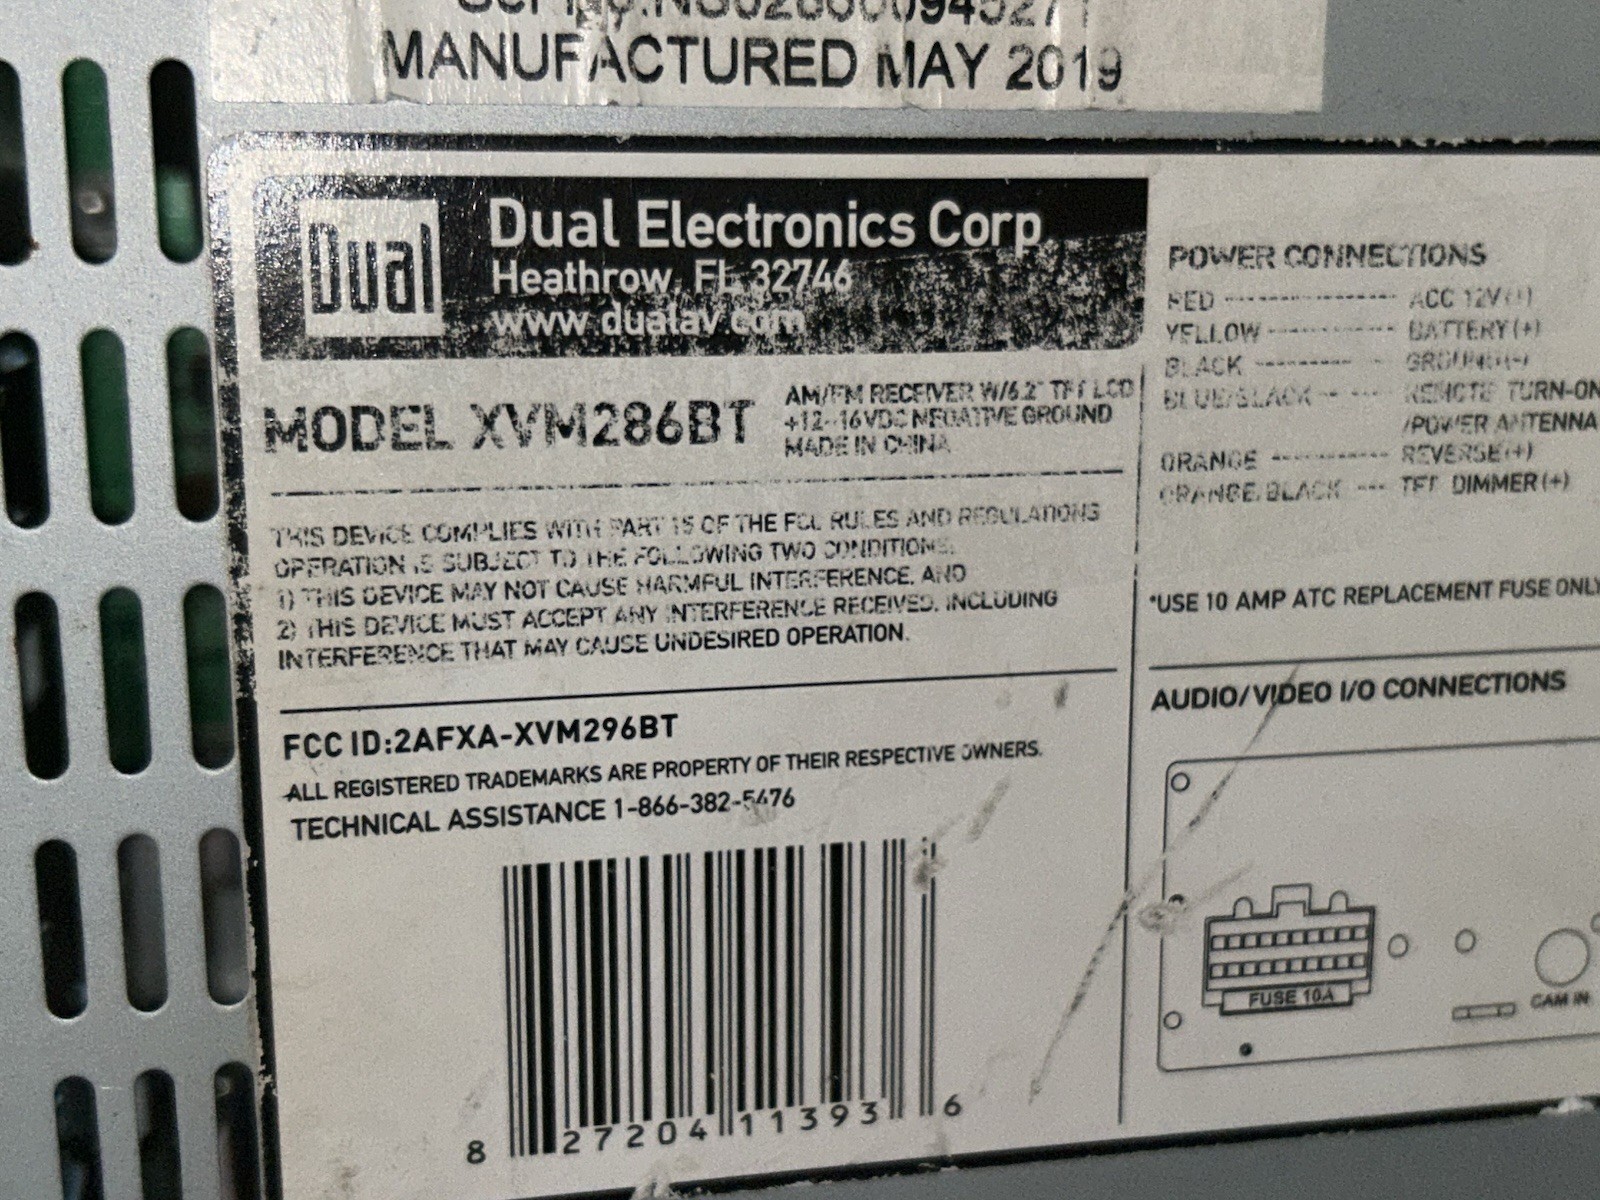 MANUFACTURED MAY 2019
Dual
Dual Electronics Corp
Heathrow, FL 32746
www.dualav.com
MODEL XVM286BT
AM/FM RECEIVER W/6.2" TFT LCD
+12~16VDC NEGATIVE GROUND
MADE IN CHINA
THIS DEVICE COMPLIES WITH PART 15 OF THE FCC RULES AND REGULATIONS
OPERATION IS SUBJECT TO THE FOLLOWING TWO CONDITIONS:
1) THIS DEVICE MAY NOT CAUSE HARMFUL INTERFERENCE, AND
2) THIS DEVICE MUST ACCEPT ANY INTERFERENCE RECEIVED, INCLUDING
INTERFERENCE THAT MAY CAUSE UNDESIRED OPERATION.
FCC ID:2AFXA-XVM296BT
ALL REGISTERED TRADEMARKS ARE PROPERTY OF THEIR RESPECTIVE OWNERS.
TECHNICAL ASSISTANCE 1-866-382-5476
8 27204 11393 6
POWER CONNECTIONS
RED ---------------- ACC 12V(+)
YELLOW ------------ BATTERY(+)
BLACK ------------- GROUND(-)
BLUE/BLACK ------- REMOTE TURN-ON
/POWER ANTENNA
ORANGE ----------- REVERSE(+)
ORANGE/BLACK --- TFT DIMMER(+)
*USE 10 AMP ATC REPLACEMENT FUSE ONLY
AUDIO/VIDEO I/O CONNECTIONS
FUSE 10A
CAM IN